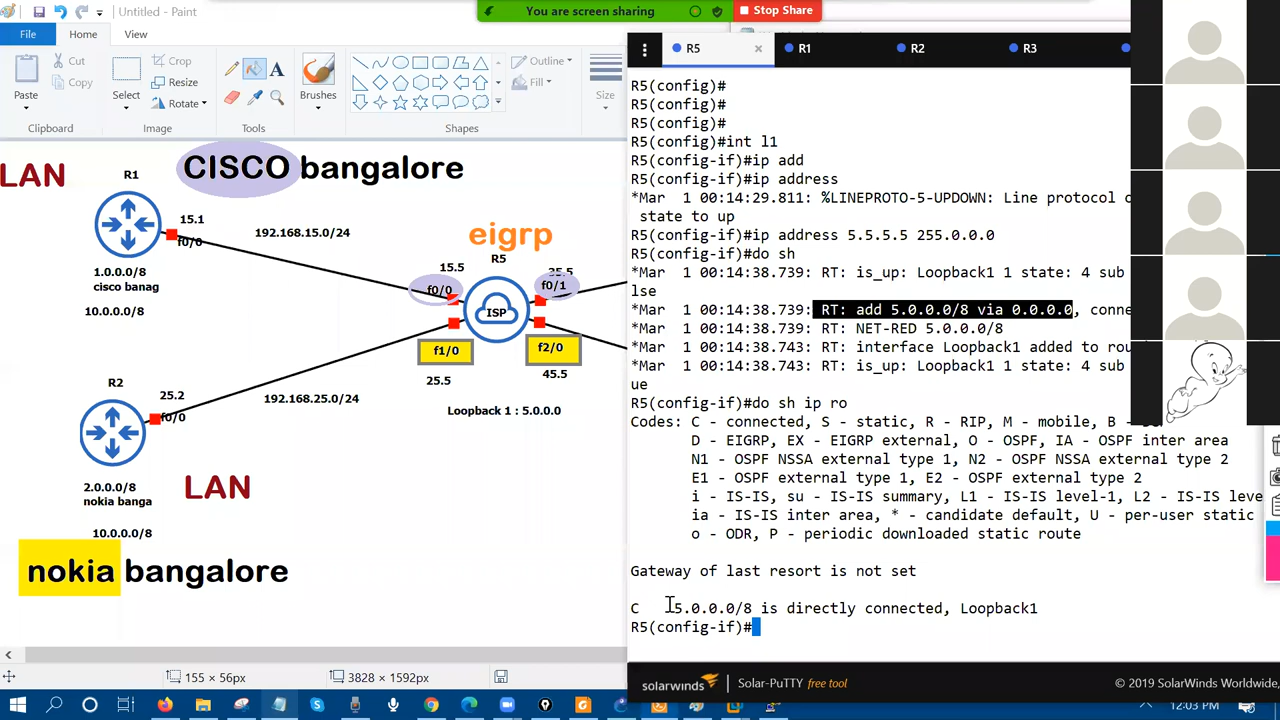 Untitled - Paint
You are screen sharing
Stop Share
File
Home
View
Cut
Copy
Paste
Clipboard
Select
Crop
Resize
Rotate
Image
Tools
Brushes
Shapes
Outline
Fill
Size
LAN
R1
CISCO bangalore
15.1
f0/0
192.168.15.0/24
1.0.0.0/8
cisco banag
10.0.0.0/8
eigrp
R5
15.5
f0/0
f0/1
ISP
f1/0
f2/0
25.5
45.5
R2
25.2
f0/0
192.168.25.0/24
Loopback 1 : 5.0.0.0
2.0.0.0/8
nokia banga
LAN
10.0.0.0/8
nokia bangalore
155 × 56px
3828 × 1592px
R5
R1
R2
R3
R5(config)#
R5(config)#
R5(config)#
R5(config)#int l1
R5(config-if)#ip add
R5(config-if)#ip address
*Mar 1 00:14:29.811: %LINEPROTO-5-UPDOWN: Line protocol
state to up
R5(config-if)#ip address 5.5.5.5 255.0.0.0
R5(config-if)#do sh
*Mar 1 00:14:38.739: RT: is_up: Loopback1 1 state: 4 sub
lse
*Mar 1 00:14:38.739: RT: add 5.0.0.0/8 via 0.0.0.0, conne
*Mar 1 00:14:38.739: RT: NET-RED 5.0.0.0/8
*Mar 1 00:14:38.743: RT: interface Loopback1 added to rou
*Mar 1 00:14:38.743: RT: is_up: Loopback1 1 state: 4 sub
ue
R5(config-if)#do sh ip ro
Codes: C - connected, S - static, R - RIP, M - mobile, B -
D - EIGRP, EX - EIGRP external, O - OSPF, IA - OSPF inter area
N1 - OSPF NSSA external type 1, N2 - OSPF NSSA external type 2
E1 - OSPF external type 1, E2 - OSPF external type 2
i - IS-IS, su - IS-IS summary, L1 - IS-IS level-1, L2 - IS-IS leve
ia - IS-IS inter area, * - candidate default, U - per-user static
o - ODR, P - periodic downloaded static route
Gateway of last resort is not set
C 5.0.0.0/8 is directly connected, Loopback1
R5(config-if)#
solarwinds
Solar-PuTTY free tool
© 2019 SolarWinds Worldwide,
12:03 PM